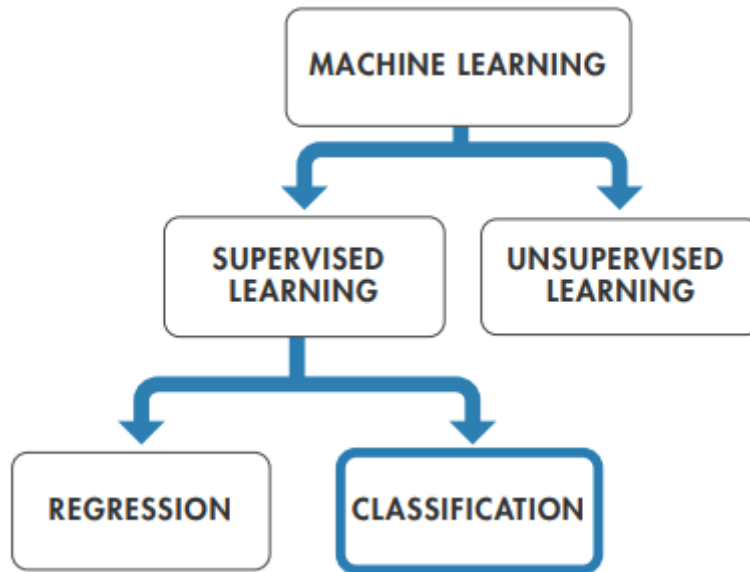 MACHINE LEARNING
SUPERVISED
LEARNING
UNSUPERVISED
LEARNING
REGRESSION
CLASSIFICATION